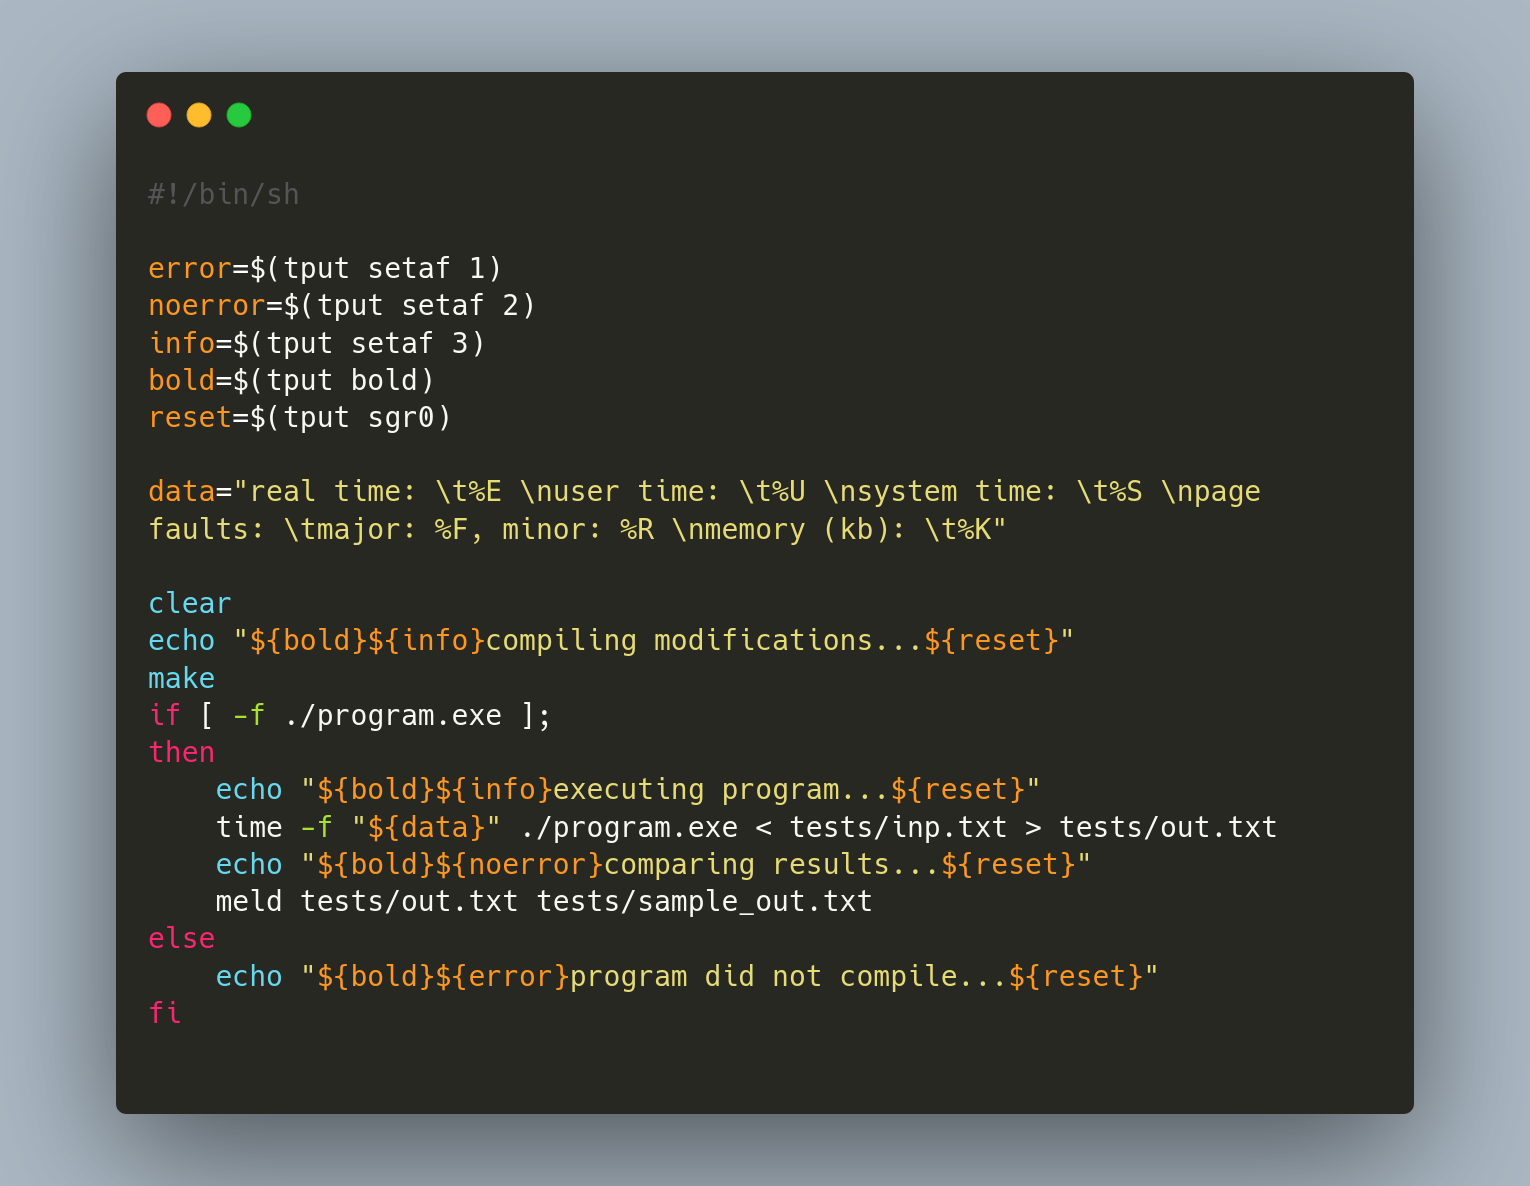 #!/bin/sh

error=$(tput setaf 1)
noerror=$(tput setaf 2)
info=$(tput setaf 3)
bold=$(tput bold)
reset=$(tput sgr0)

data="real time: \t%E \nuser time: \t%U \nsystem time: \t%S \npage
faults: \tmajor: %F, minor: %R \nmemory (kb): \t%K"

clear
echo "${bold}${info}compiling modifications...${reset}"
make
if [ -f ./program.exe ];
then
    echo "${bold}${info}executing program...${reset}"
    time -f "${data}" ./program.exe < tests/inp.txt > tests/out.txt
    echo "${bold}${noerror}comparing results...${reset}"
    meld tests/out.txt tests/sample_out.txt
else
    echo "${bold}${error}program did not compile...${reset}"
fi